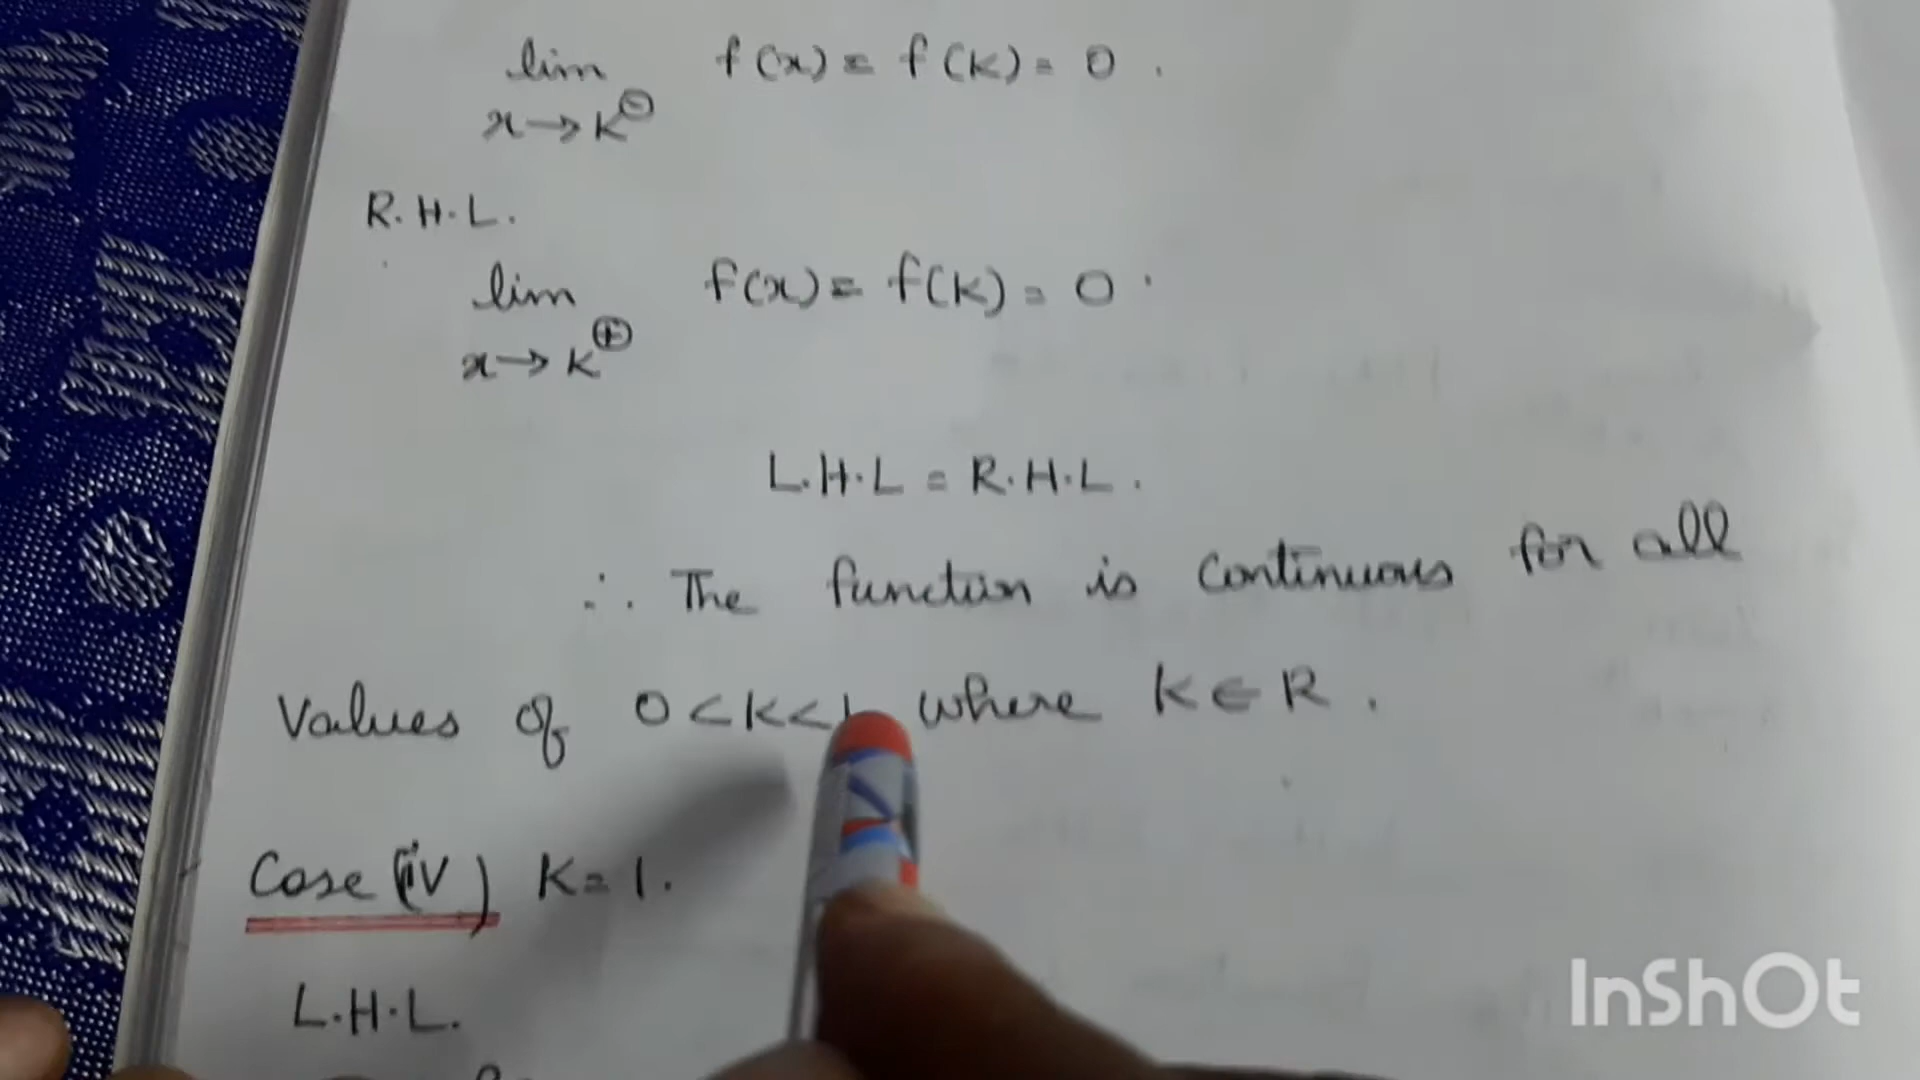 lim f(x) = f(K) = 0 .
x→K⊖
R.H.L.
lim f(x) = f(K) = 0 .
x→K⊕
L.H.L = R.H.L.
∴ The function is continuous for all
values of 0<K<1 where K∈R.
Case (iv) K=1.
L.H.L.
InShOt